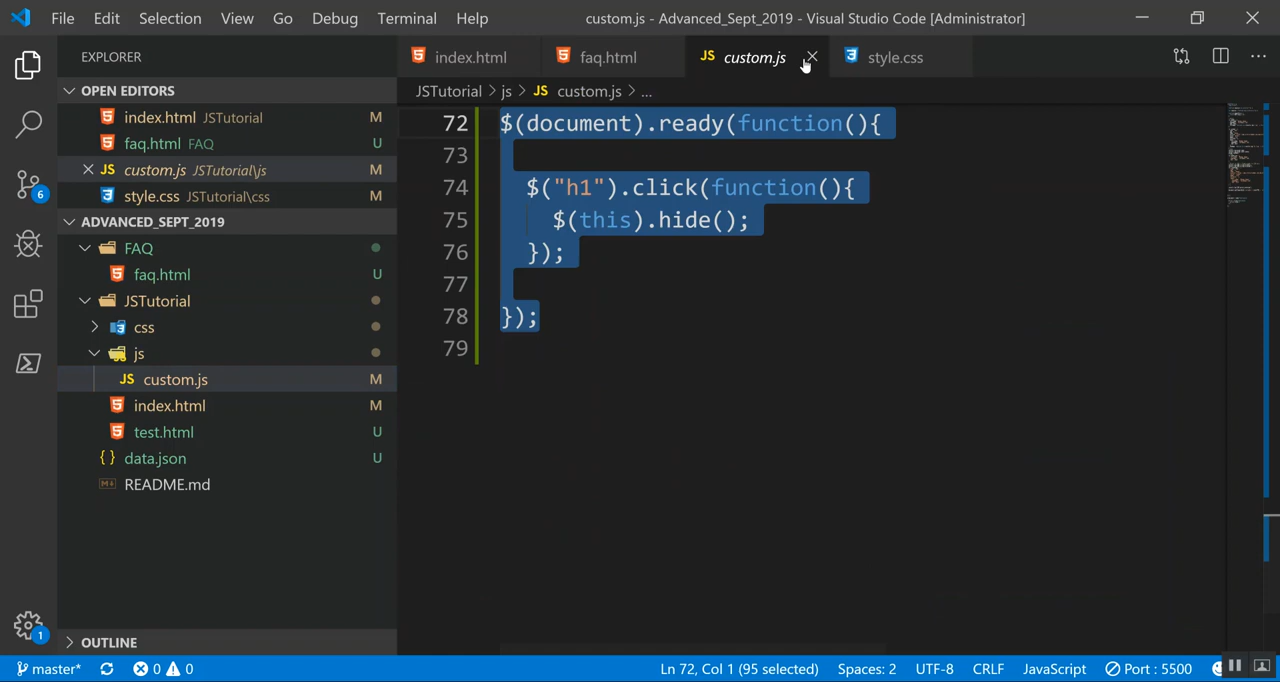 File Edit Selection View Go Debug Terminal Help custom.js - Advanced_Sept_2019 - Visual Studio Code [Administrator]
EXPLORER
index.html faq.html JS custom.js style.css
OPEN EDITORS
JSTutorial > js > JS custom.js > ...
index.html JSTutorial M
faq.html FAQ U
JS custom.js JSTutorial\js M
style.css JSTutorial\css M
ADVANCED_SEPT_2019
FAQ
faq.html U
JSTutorial
css
js
JS custom.js M
index.html M
test.html U
{ } data.json U
README.md
OUTLINE
6
1
72 $(document).ready(function(){
73
74 $("h1").click(function(){
75 $(this).hide();
76 });
77
78 });
79
master* 0 0 Ln 72, Col 1 (95 selected) Spaces: 2 UTF-8 CRLF JavaScript Port : 5500